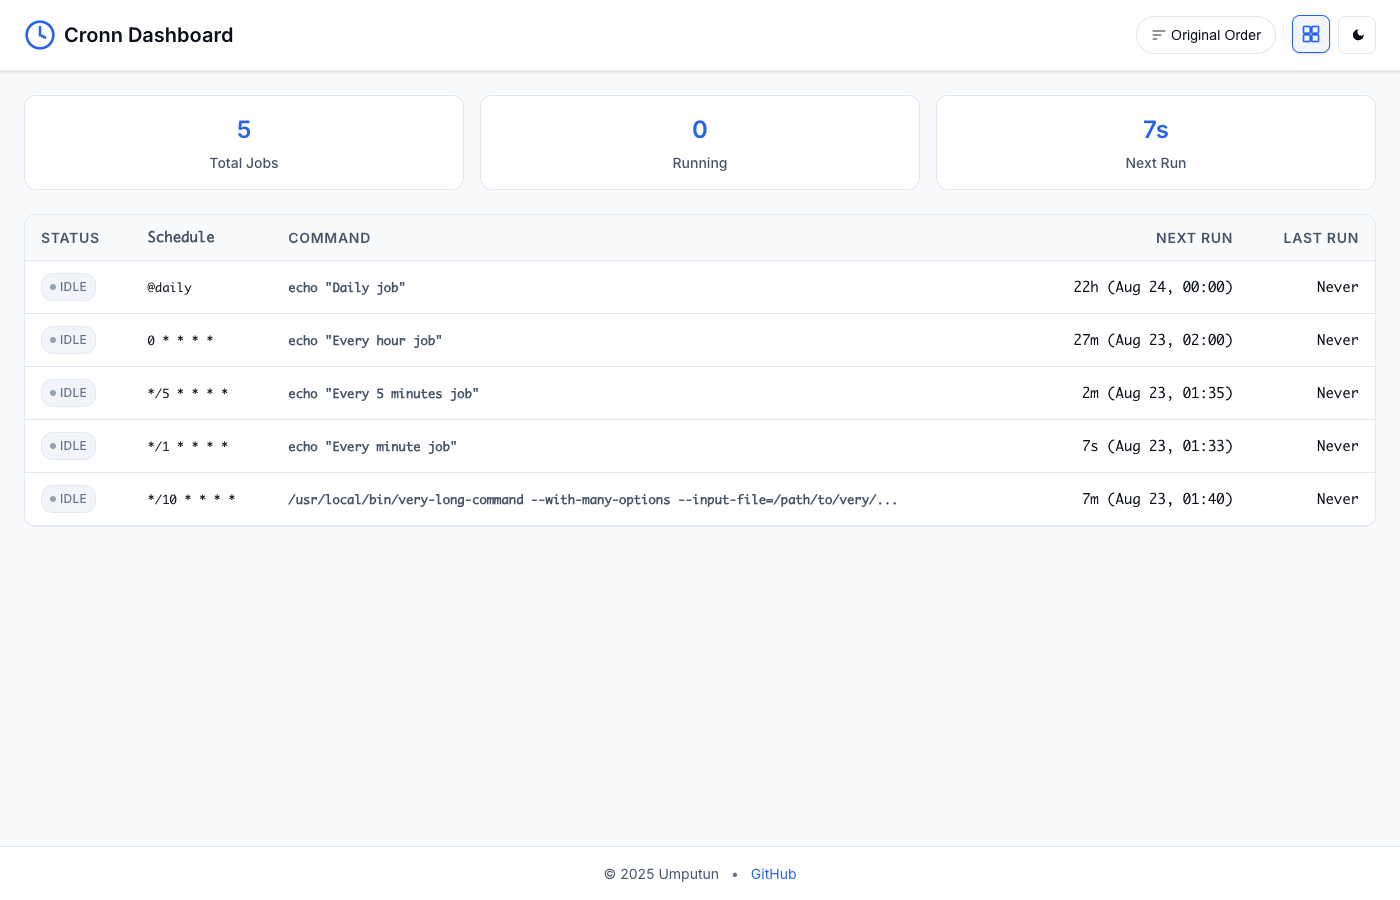 Cronn Dashboard
Original Order
5
Total Jobs
0
Running
7s
Next Run
STATUS Schedule COMMAND NEXT RUN LAST RUN
IDLE @daily echo "Daily job" 22h (Aug 24, 00:00) Never
IDLE 0 * * * * echo "Every hour job" 27m (Aug 23, 02:00) Never
IDLE */5 * * * * echo "Every 5 minutes job" 2m (Aug 23, 01:35) Never
IDLE */1 * * * * echo "Every minute job" 7s (Aug 23, 01:33) Never
IDLE */10 * * * * /usr/local/bin/very-long-command --with-many-options --input-file=/path/to/very/... 7m (Aug 23, 01:40) Never
© 2025 Umputun • GitHub